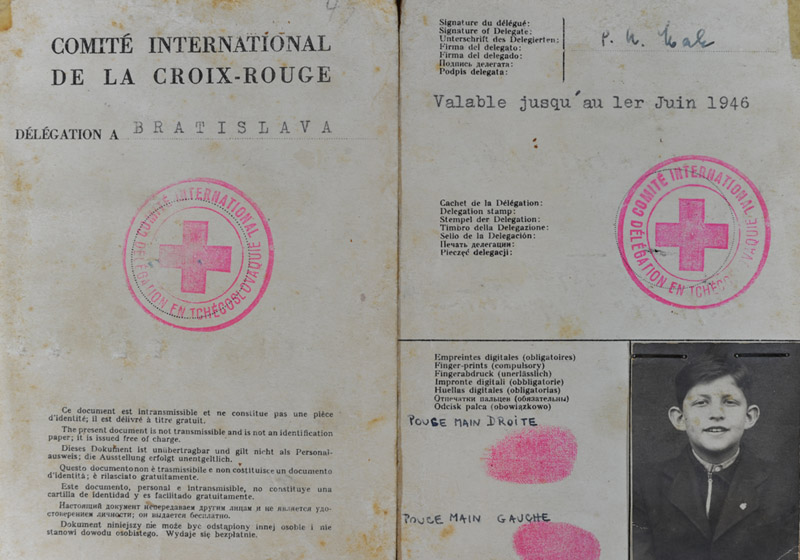 COMITÉ INTERNATIONAL
DE LA CROIX-ROUGE
DÉLÉGATION A BRATISLAVA
COMITÉ INTERNATIONAL
DÉLÉGATION EN TCHÉCOSLOVAQUIE
Ce document est intransmissible et ne constitue pas une pièce
d'identité; il est délivré à titre gratuit.
The present document is not transmissible and is not an identification
paper; it is issued free of charge.
Dieses Dokument ist unübertragbar und gilt nicht als Personal-
ausweis; die Ausstellung erfolgt unentgeltlich.
Questo documento non è trasmissibile e non costituisce un documento
d'identità; è rilasciato gratuitamente.
Este documento, personal e intransmisible, no constituye una
cartilla de identidad y es facilitado gratuitamente.
Настоящий документ непередаваем другим лицам и не является удо-
стоверением личности; он выдается бесплатно.
Dokument niniejszy nie może być odstąpiony innej osobie i nie
stanowi dowodu osobistego. Wydaje się bezpłatnie.
Signature du délégué:
Signature of Delegate:
Unterschrift des Delegierten:
Firma del delegato:
Firma del delegado:
Подпись делегата:
Podpis delegata:
Valable jusqu'au 1er Juin 1946
Cachet de la Délégation:
Delegation stamp:
Stempel der Delegation:
Timbro della Delegazione:
Sello de la Delegación:
Печать делегации:
Pieczęć delegacji:
COMITÉ INTERNATIONAL
DÉLÉGATION EN TCHÉCOSLOVAQUIE
Empreintes digitales (obligatoires)
Finger-prints (compulsory)
Fingerabdruck (unerlässlich)
Impronte digitali (obbligatorie)
Huellas digitales (obligatorias)
Отпечатки пальцев (обязательны)
Odcisk palca (obowiązkowo)
POUCE MAIN DROITE
POUCE MAIN GAUCHE